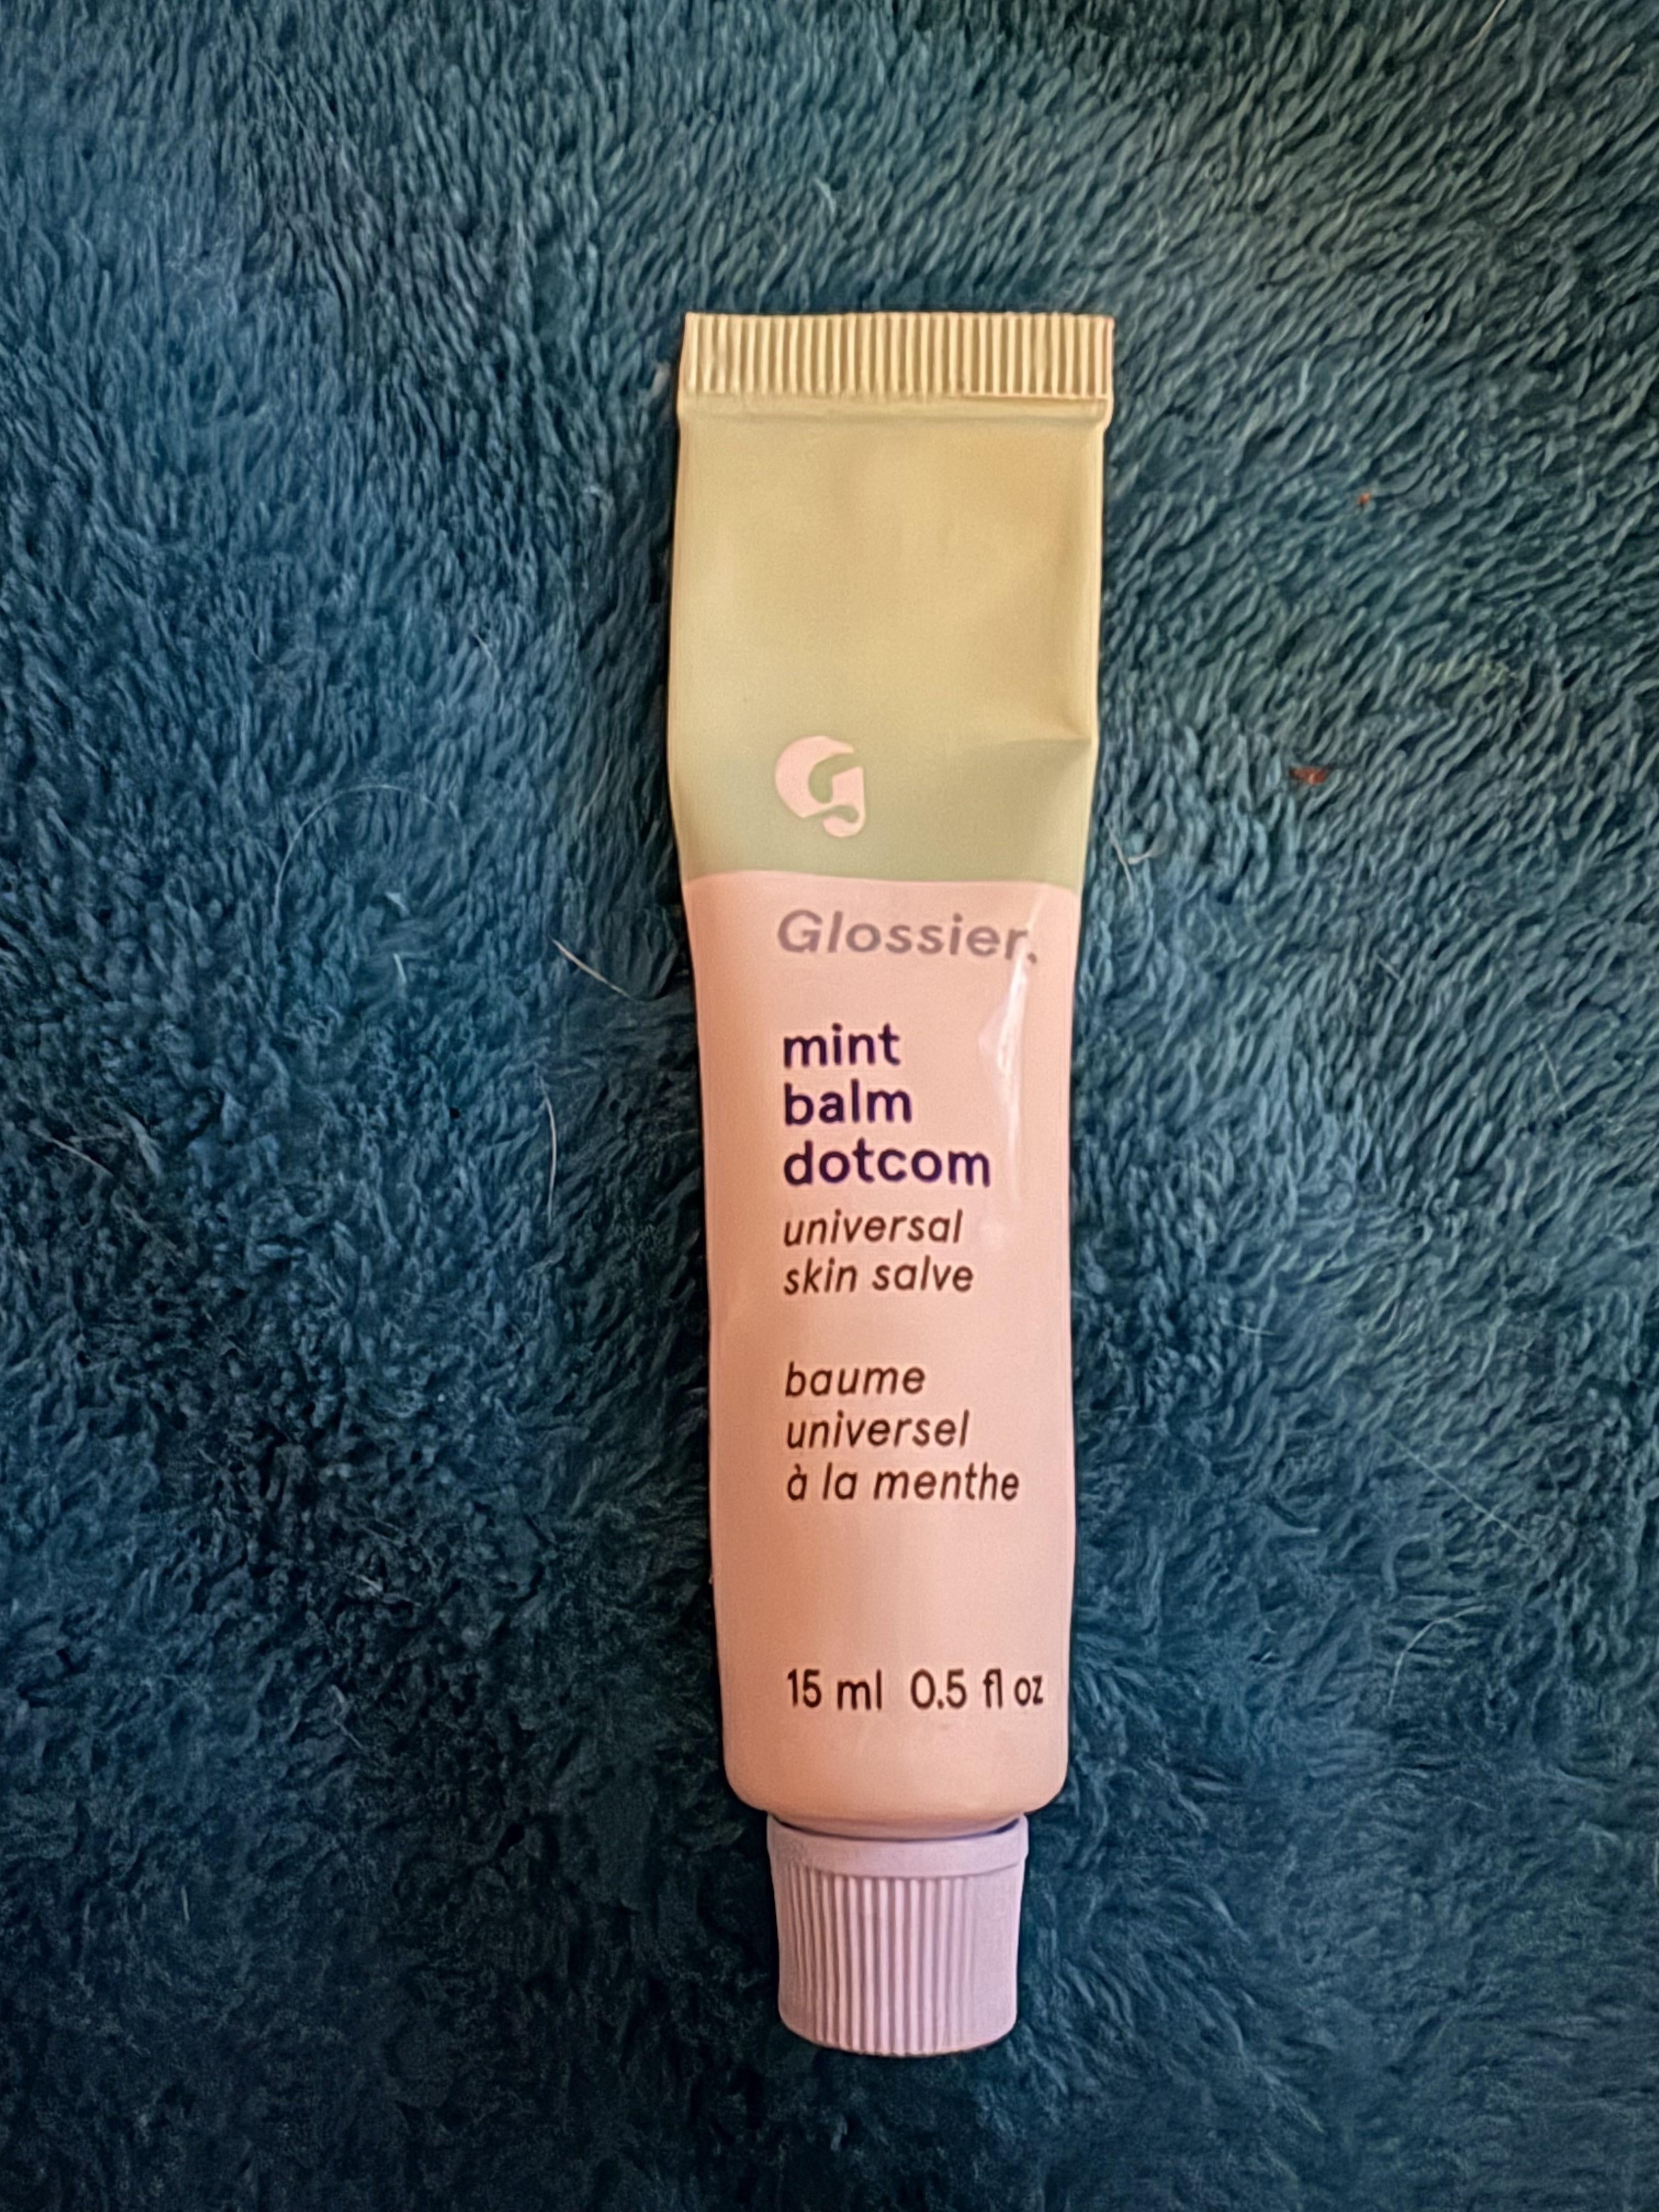 G
Glossier.
mint
balm
dotcom
universal
skin salve
baume
universel
à la menthe
15 ml 0.5 fl oz